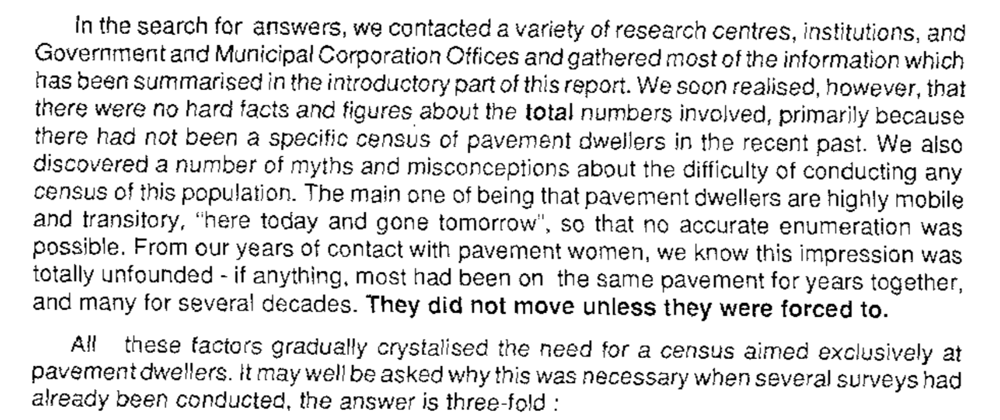 In the search for answers, we contacted a variety of research centres, institutions, and
Government and Municipal Corporation Offices and gathered most of the information which
has been summarised in the introductory part of this report. We soon realised, however, that
there were no hard facts and figures about the total numbers involved, primarily because
there had not been a specific census of pavement dwellers in the recent past. We also
discovered a number of myths and misconceptions about the difficulty of conducting any
census of this population. The main one of being that pavement dwellers are highly mobile
and transitory, "here today and gone tomorrow", so that no accurate enumeration was
possible. From our years of contact with pavement women, we know this impression was
totally unfounded - if anything, most had been on the same pavement for years together,
and many for several decades. They did not move unless they were forced to.
All these factors gradually crystalised the need for a census aimed exclusively at
pavement dwellers. It may well be asked why this was necessary when several surveys had
already been conducted, the answer is three-fold :